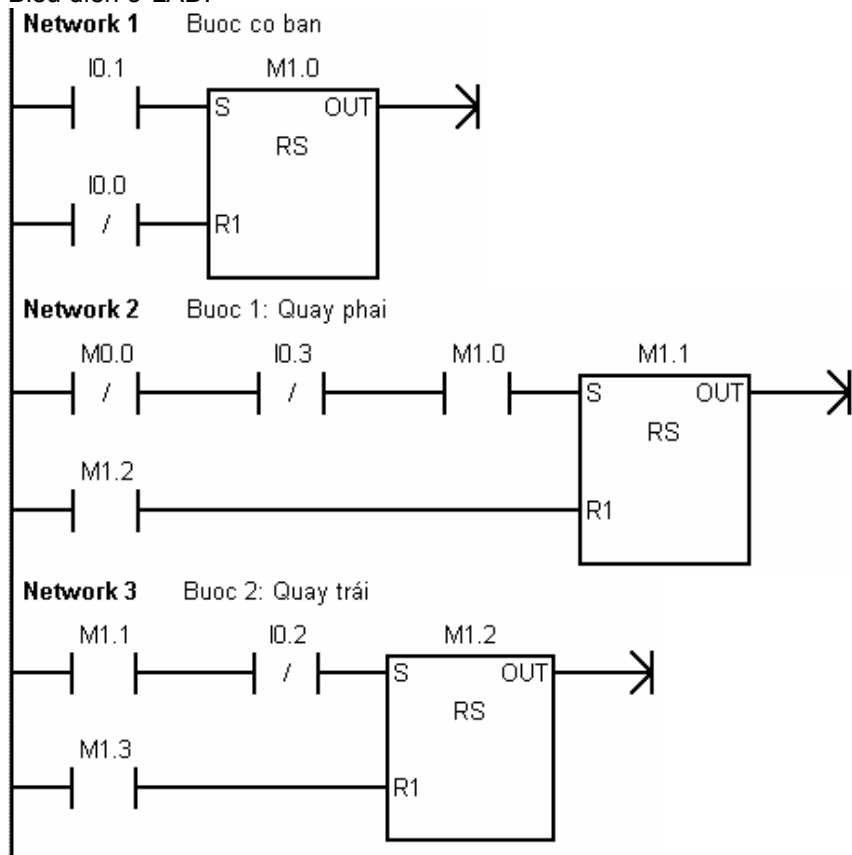 Network 1 Buoc co ban
I0.1 M1.0
S OUT
RS
I0.0
/ R1
Network 2 Buoc 1: Quay phai
M0.0 I0.3 M1.0 M1.1
/ / S OUT
RS
M1.2
R1
Network 3 Buoc 2: Quay trái
M1.1 I0.2 M1.2
/ S OUT
RS
M1.3
R1